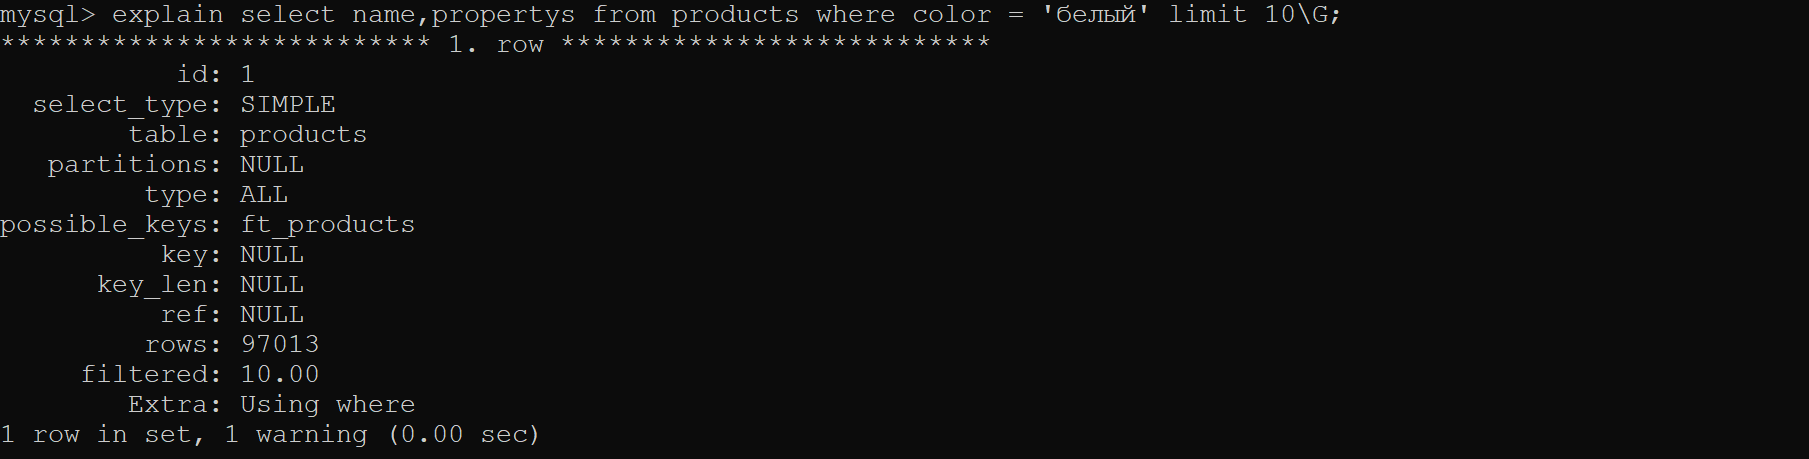 mysql> explain select name,propertys from products where color = 'белый' limit 10\G;
*************************** 1. row ***************************
           id: 1
  select_type: SIMPLE
        table: products
   partitions: NULL
         type: ALL
possible_keys: ft_products
          key: NULL
      key_len: NULL
          ref: NULL
         rows: 97013
     filtered: 10.00
        Extra: Using where
1 row in set, 1 warning (0.00 sec)